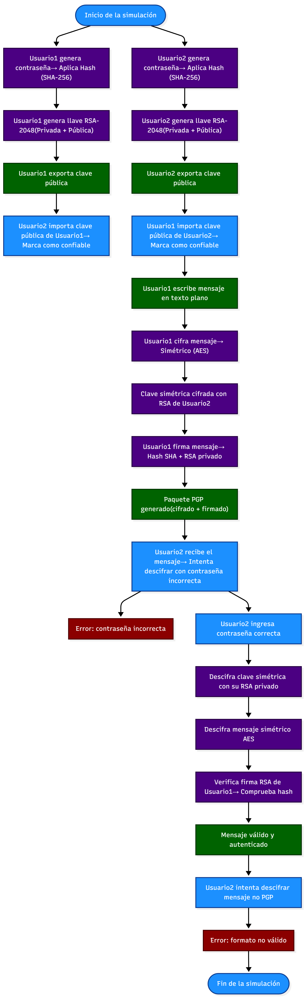 Inicio de la simulación
Usuario1 genera
contraseña→ Aplica Hash
(SHA-256)
Usuario2 genera
contraseña→ Aplica Hash
(SHA-256)
Usuario1 genera llave RSA-
2048(Privada + Pública)
Usuario2 genera llave RSA-
2048(Privada + Pública)
Usuario1 exporta clave
pública
Usuario2 exporta clave
pública
Usuario2 importa clave
pública de Usuario1→
Marca como confiable
Usuario1 importa clave
pública de Usuario2→
Marca como confiable
Usuario1 escribe mensaje
en texto plano
Usuario1 cifra mensaje→
Simétrico (AES)
Clave simétrica cifrada con
RSA de Usuario2
Usuario1 firma mensaje→
Hash SHA + RSA privado
Paquete PGP
generado(cifrado + firmado)
Usuario2 recibe el
mensaje→ Intenta
descifrar con contraseña
incorrecta
Error: contraseña incorrecta
Usuario2 ingresa
contraseña correcta
Descifra clave simétrica
con su RSA privado
Descifra mensaje simétrico
AES
Verifica firma RSA de
Usuario1→ Comprueba hash
Mensaje válido y
autenticado
Usuario2 intenta descifrar
mensaje no PGP
Error: formato no válido
Fin de la simulación